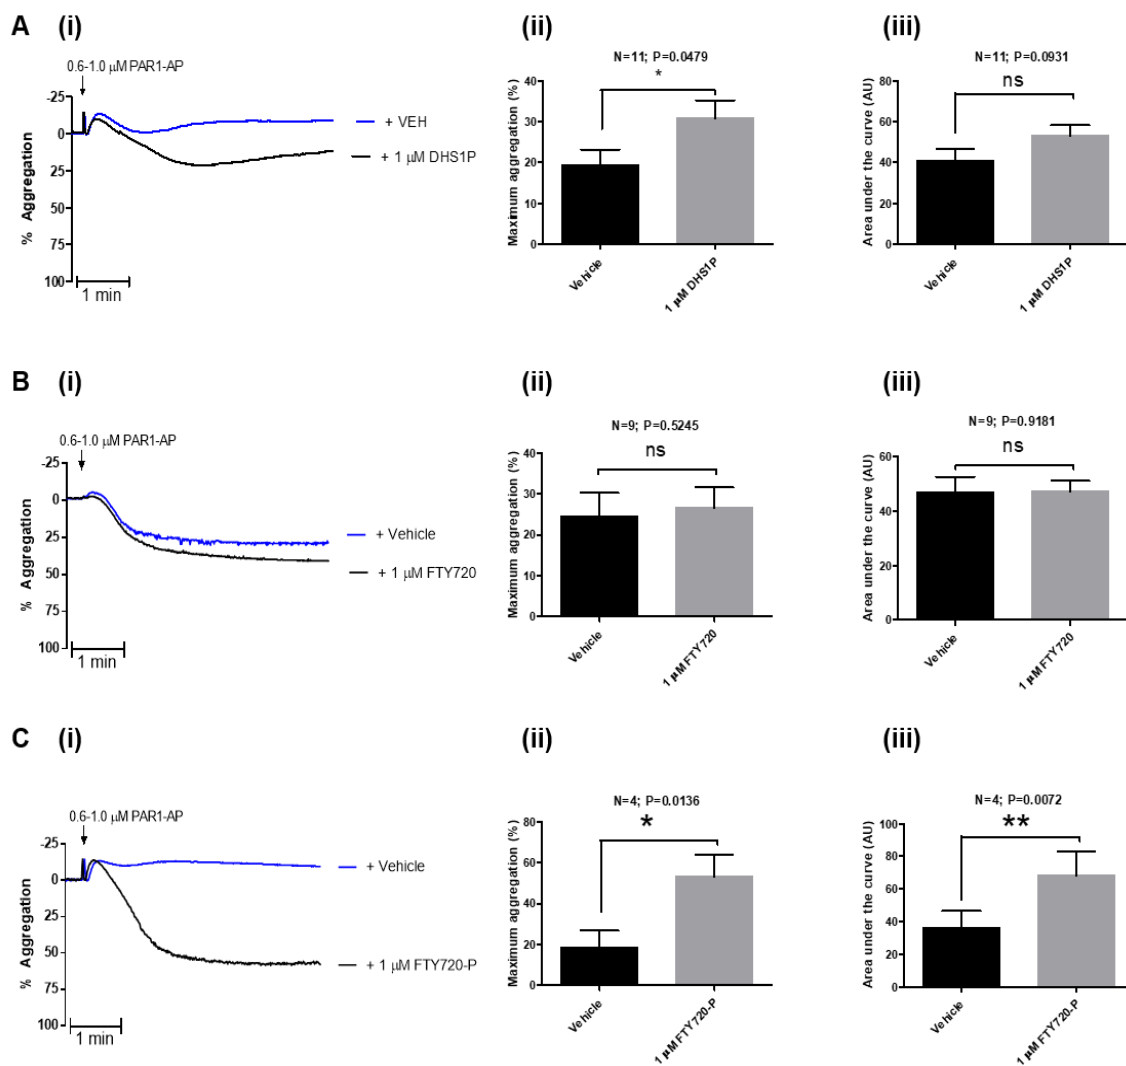 A (i)
0.6-1.0 μM PAR1-AP
-25
0
25
50
75
100
% Aggregation
1 min
+ VEH
+ 1 μM DHS1P
(ii)
N=11; P=0.0479
*
Maximum aggregation (%)
40
30
20
10
0
Vehicle
1 μM DHS1P
(iii)
N=11; P=0.0931
ns
Area under the curve (AU)
80
60
40
20
0
Vehicle
1 μM DHS1P
B (i)
0.6-1.0 μM PAR1-AP
-25
0
25
50
75
100
% Aggregation
1 min
+ Vehicle
+ 1 μM FTY720
(ii)
N=9; P=0.5245
ns
Maximum aggregation (%)
40
30
20
10
0
Vehicle
1 μM FTY720
(iii)
N=9; P=0.9181
ns
Area under the curve (AU)
60
40
20
0
Vehicle
1 μM FTY720
C (i)
0.6-1.0 μM PAR1-AP
-25
0
25
50
75
100
% Aggregation
1 min
+ Vehicle
+ 1 μM FTY720-P
(ii)
N=4; P=0.0136
*
Maximum aggregation (%)
80
60
40
20
0
Vehicle
1 μM FTY720-P
(iii)
N=4; P=0.0072
**
Area under the curve (AU)
100
80
60
40
20
0
Vehicle
1 μM FTY720-P